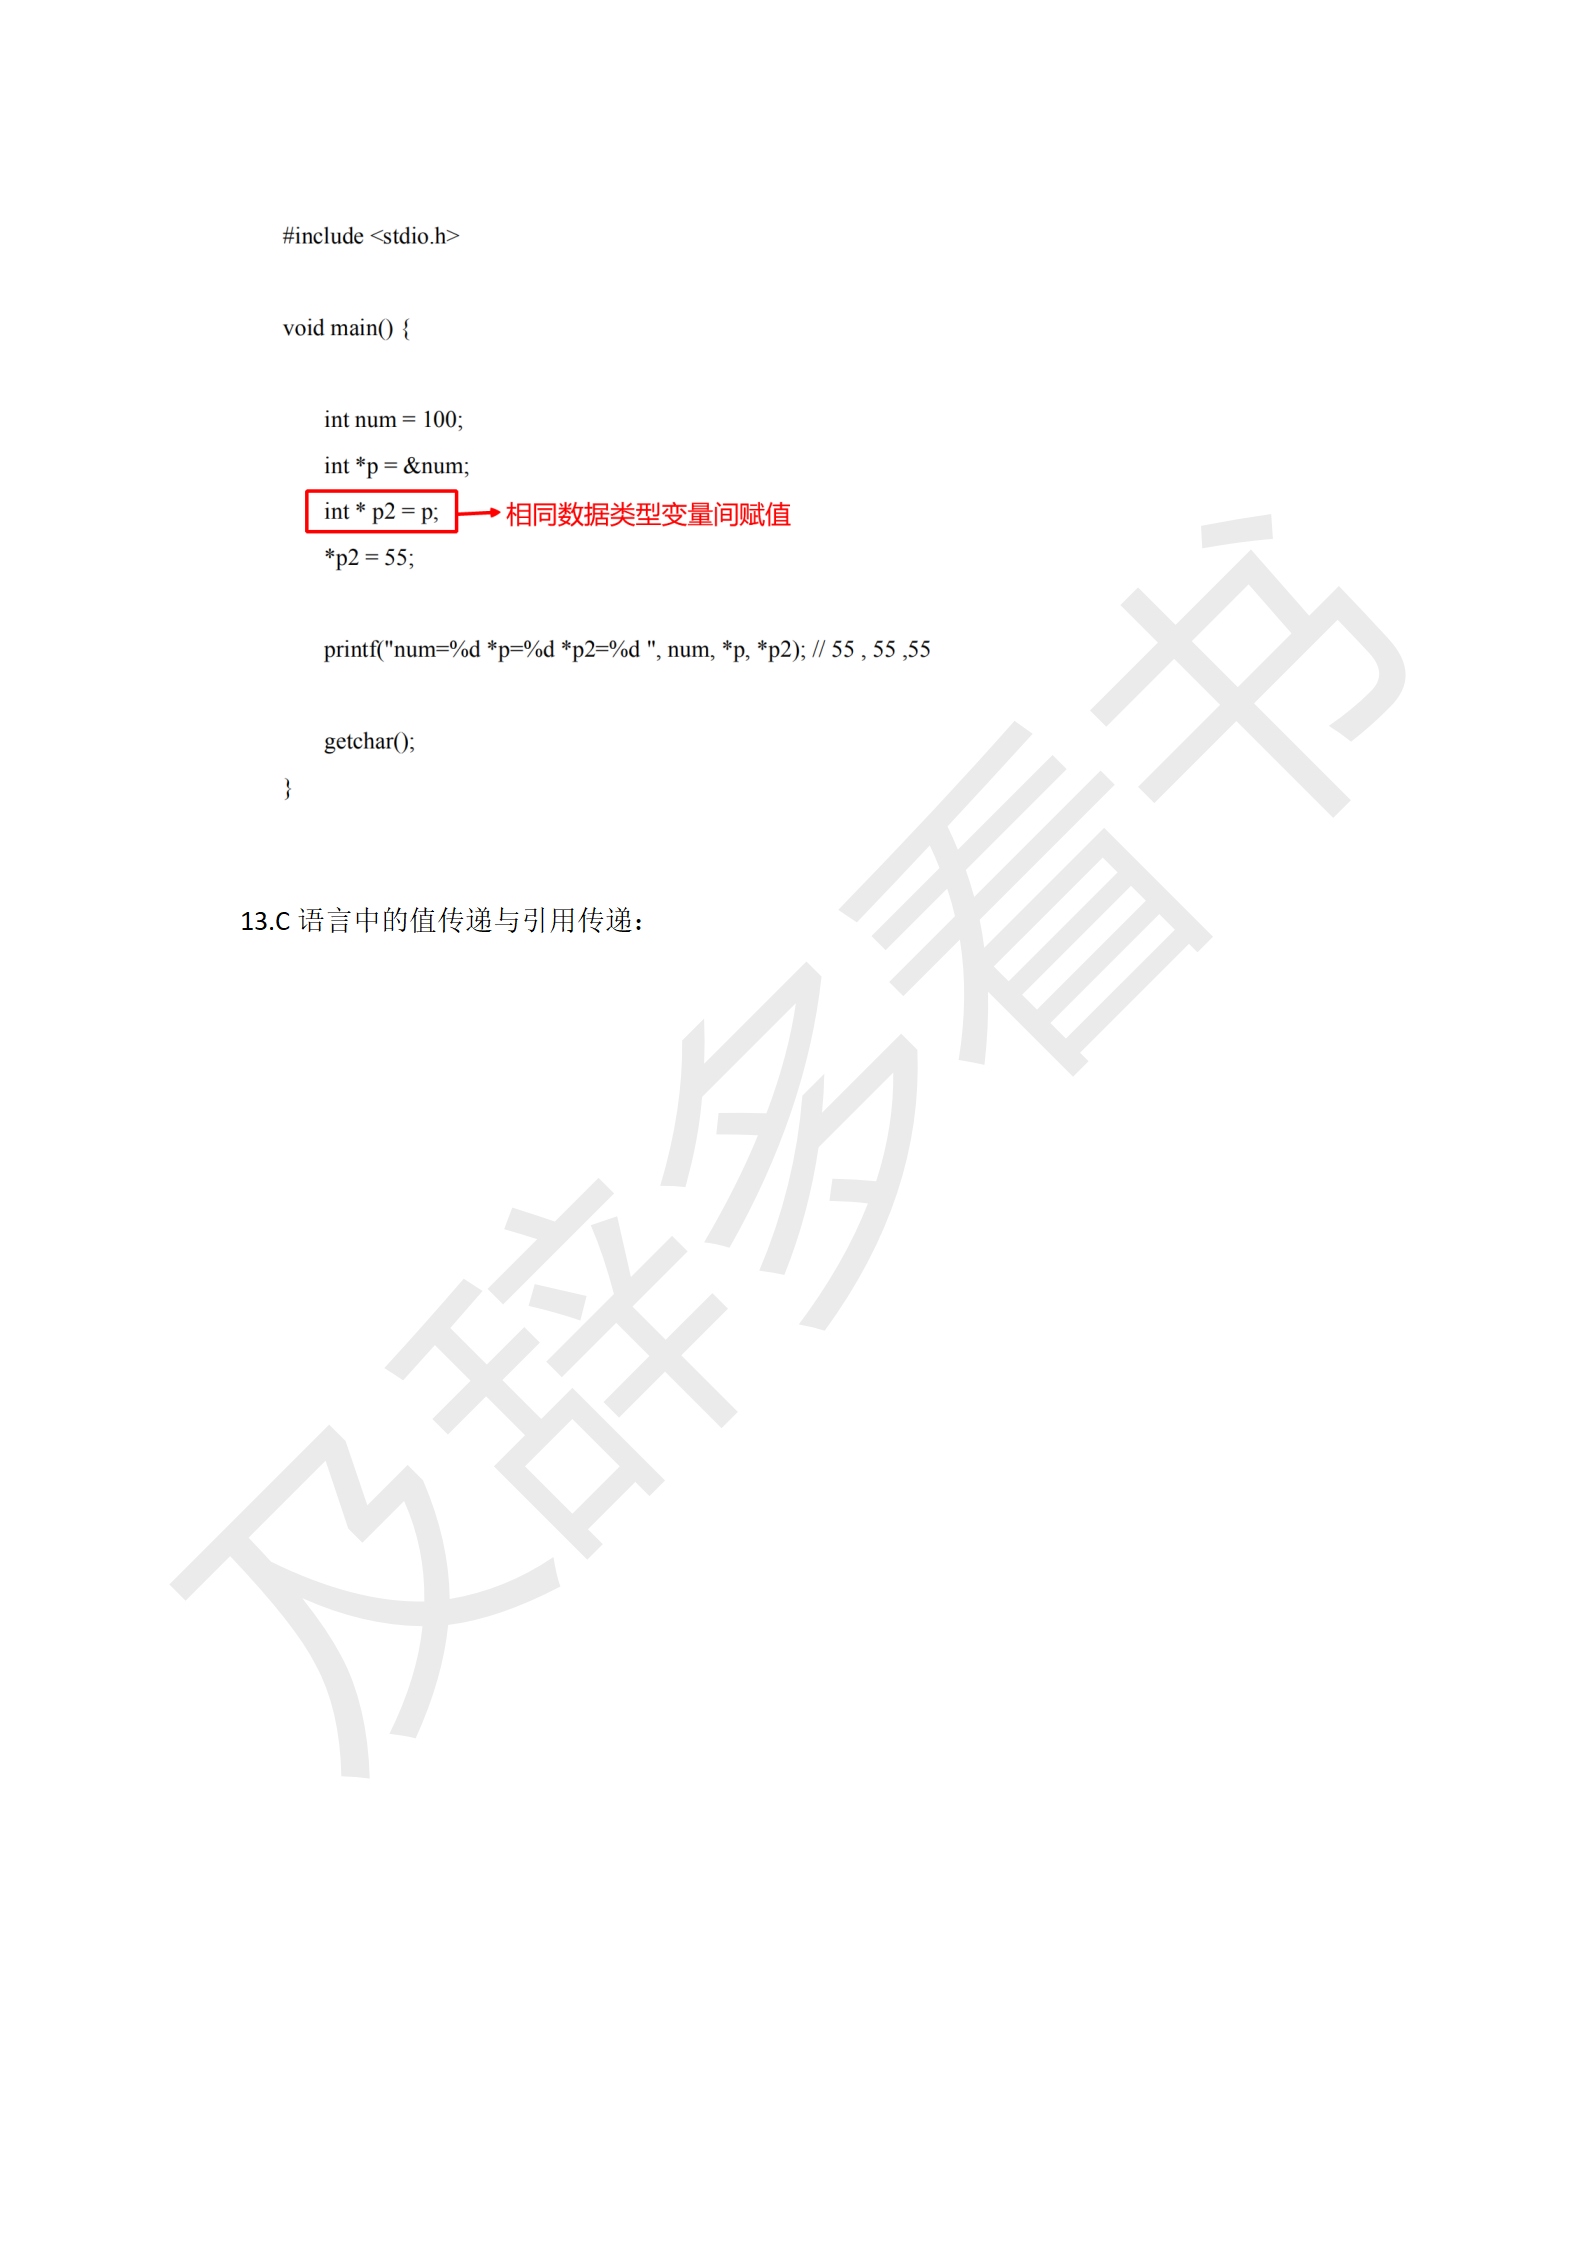 #include <stdio.h>
void main() {
int num = 100;
int *p = &num;
int * p2 = p; 相同数据类型变量间赋值
*p2 = 55;
printf("num=%d *p=%d *p2=%d ", num, *p, *p2); // 55 , 55 ,55
getchar();
}
13.C 语言中的值传递与引用传递：
及辞多看书